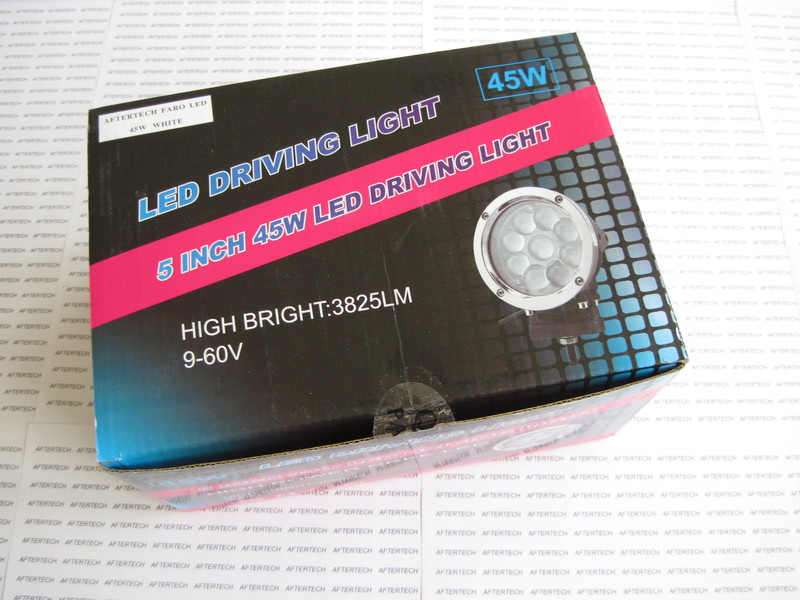 AFTERTECH FARO LED
45W WHITE
45W
LED DRIVING LIGHT
5 INCH 45W LED DRIVING LIGHT
HIGH BRIGHT:3825LM
9-60V
AFTERTECH